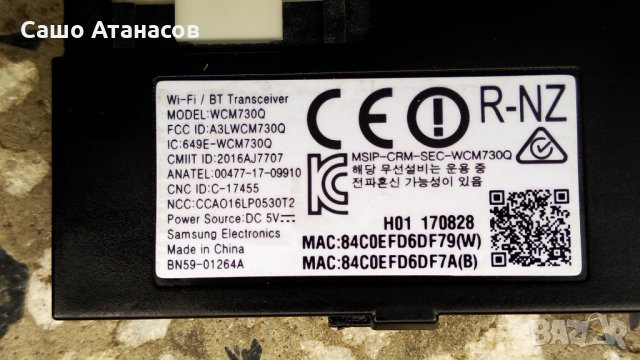 Сашо Атанасов
Wi-Fi / BT Transceiver
MODEL:WCM730Q
FCC ID:A3LWCM730Q
IC:649E-WCM730Q
CMIIT ID:2016AJ7707
ANATEL:00477-17-09910
CNC ID:C-17455
NCC:CCAO16LP0530T2
Power Source:DC 5V
Samsung Electronics
Made in China
BN59-01264A
CE
R-NZ
MSIP-CRM-SEC-WCM730Q
해당 무선설비는 운용 중
전파혼신 가능성이 있음
H01 170828
MAC:84C0EFD6DF79(W)
MAC:84C0EFD6DF7A(B)
bazar